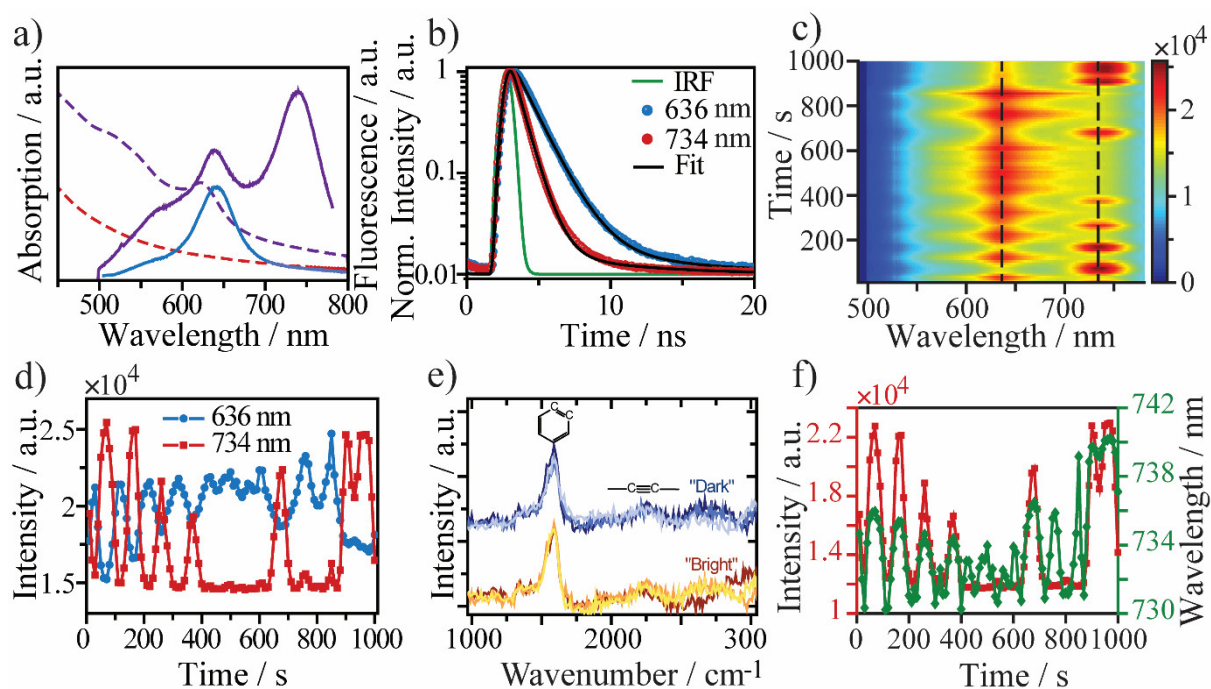 a)
Absorption / a.u.
Fluorescence / a.u.
500 600 700 800
Wavelength / nm
b)
Norm. Intensity / a.u.
1
0.1
0.01
IRF
636 nm
734 nm
Fit
0 5 10 15 20
Time / ns
c)
×10⁴
Time / s
1000
800
600
400
200
2
1
0
500 600 700
Wavelength / nm
d)
×10⁴
Intensity / a.u.
2.5
2.0
1.5
636 nm
734 nm
0 200 400 600 800 1000
Time / s
e)
Intensity / a.u.
C C
—C≡C—
"Dark"
"Bright"
1000 2000 3000
Wavenumber / cm⁻¹
f)
×10⁴
Intensity / a.u.
2.2
1.8
1.4
1
742
738
734
730
Wavelength / nm
0 200 400 600 800 1000
Time / s